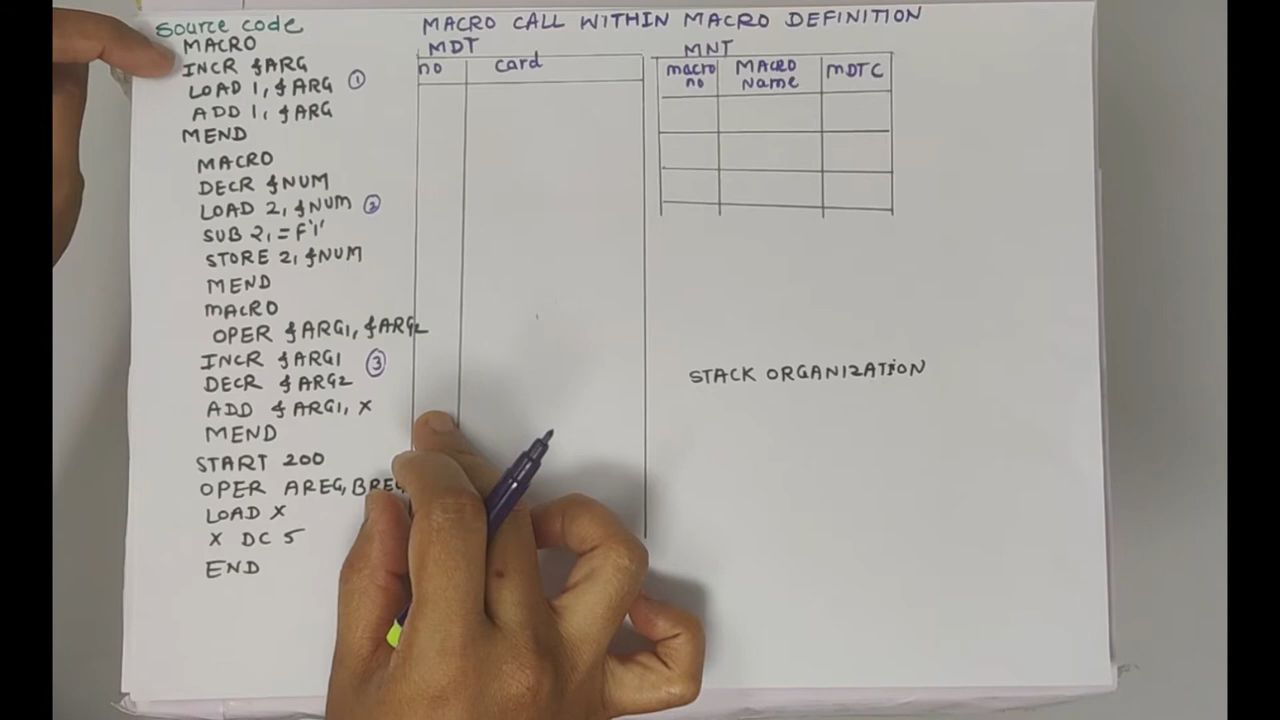 Source code
MACRO
INCR &ARG
LOAD 1, &ARG ①
ADD 1, &ARG
MEND
MACRO
DECR &NUM
LOAD 2, &NUM ②
SUB 2, = F'1'
STORE 2, &NUM
MEND
MACRO
OPER &ARG1, &ARG2
INCR &ARG1 ③
DECR &ARG2
ADD &ARG1, X
MEND
START 200
OPER AREG, BREG
LOAD X
X DC 5
END
MACRO CALL WITHIN MACRO DEFINITION
MDT
no card
MNT
macro no MACRO Name MDTC
STACK ORGANIZATION